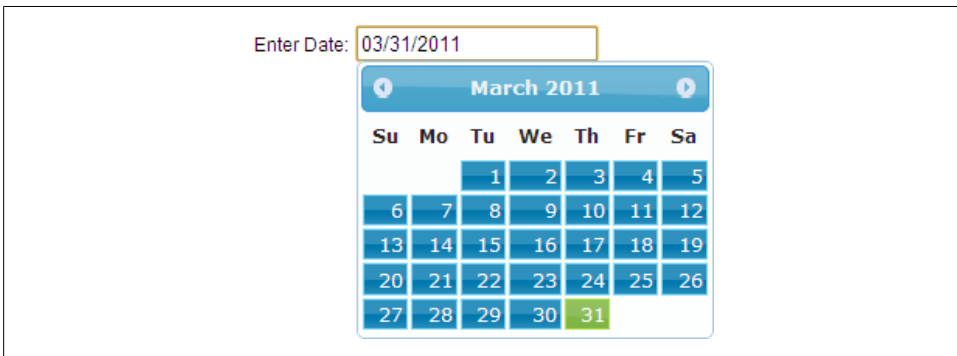 Enter Date: 03/31/2011
March 2011
Su Mo Tu We Th Fr Sa
1 2 3 4 5
6 7 8 9 10 11 12
13 14 15 16 17 18 19
20 21 22 23 24 25 26
27 28 29 30 31